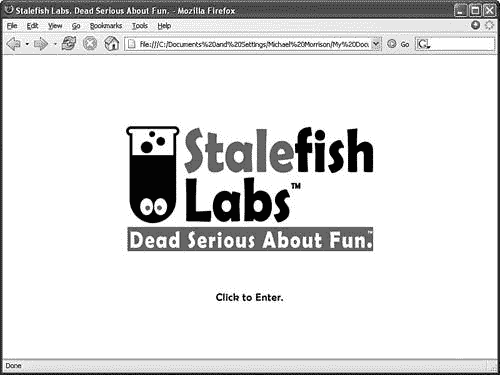 Stalefish Labs. Dead Serious About Fun. - Mozilla Firefox
File Edit View Go Bookmarks Tools Help
file:///C:/Documents%20and%20Settings/Michael%20Morrison/My%20Docu
Go
G
Stalefish
Labs™
Dead Serious About Fun.™
Click to Enter.
Done